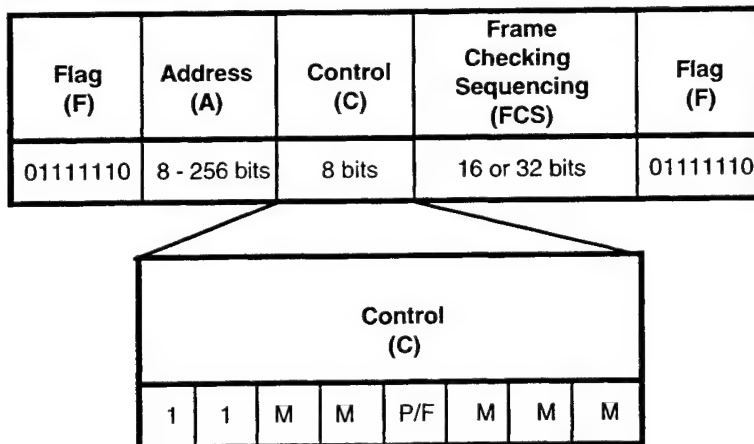 Flag
(F)
Address
(A)
Control
(C)
Frame
Checking
Sequencing
(FCS)
Flag
(F)
01111110
8 - 256 bits
8 bits
16 or 32 bits
01111110
Control
(C)
1 1 M M P/F M M M